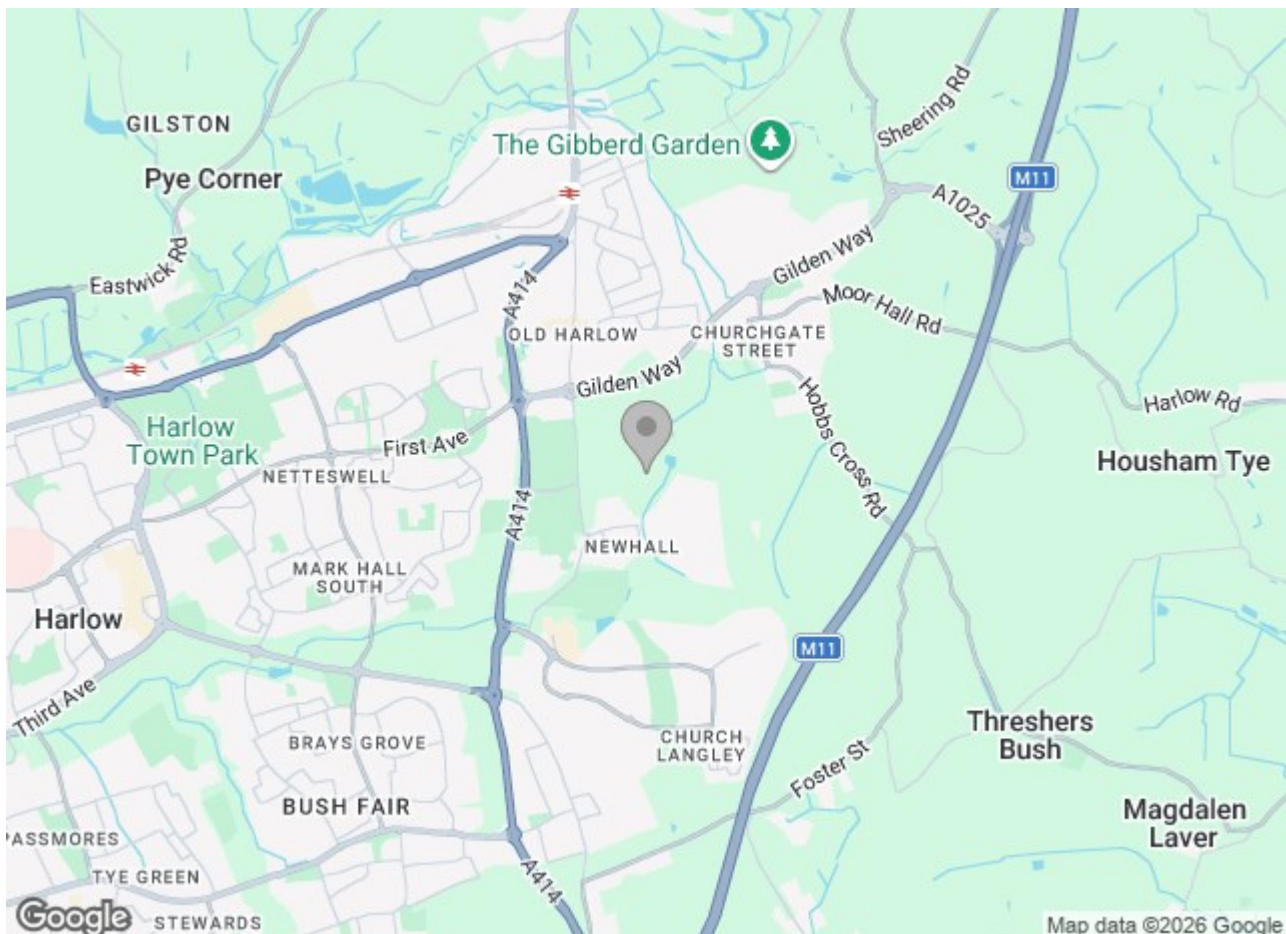 GILSTON
Pye Corner
The Gibberd Garden
Sheering Rd
M11
A1025
Eastwick Rd
Gilden Way
A414
Moor Hall Rd
OLD HARLOW
CHURCHGATE
STREET
Gilden Way
Hobbs Cross Rd
Harlow Rd
Harlow
Town Park
First Ave
NETTESWELL
Housham Tye
A414
NEWHALL
MARK HALL
SOUTH
Harlow
M11
Third Ave
BRAYS GROVE
CHURCH
LANGLEY
Threshers
Bush
Foster St
BUSH FAIR
Magdalen
Laver
PASSMORES
TYE GREEN
A414
STEWARDS
Google
Map data ©2026 Google